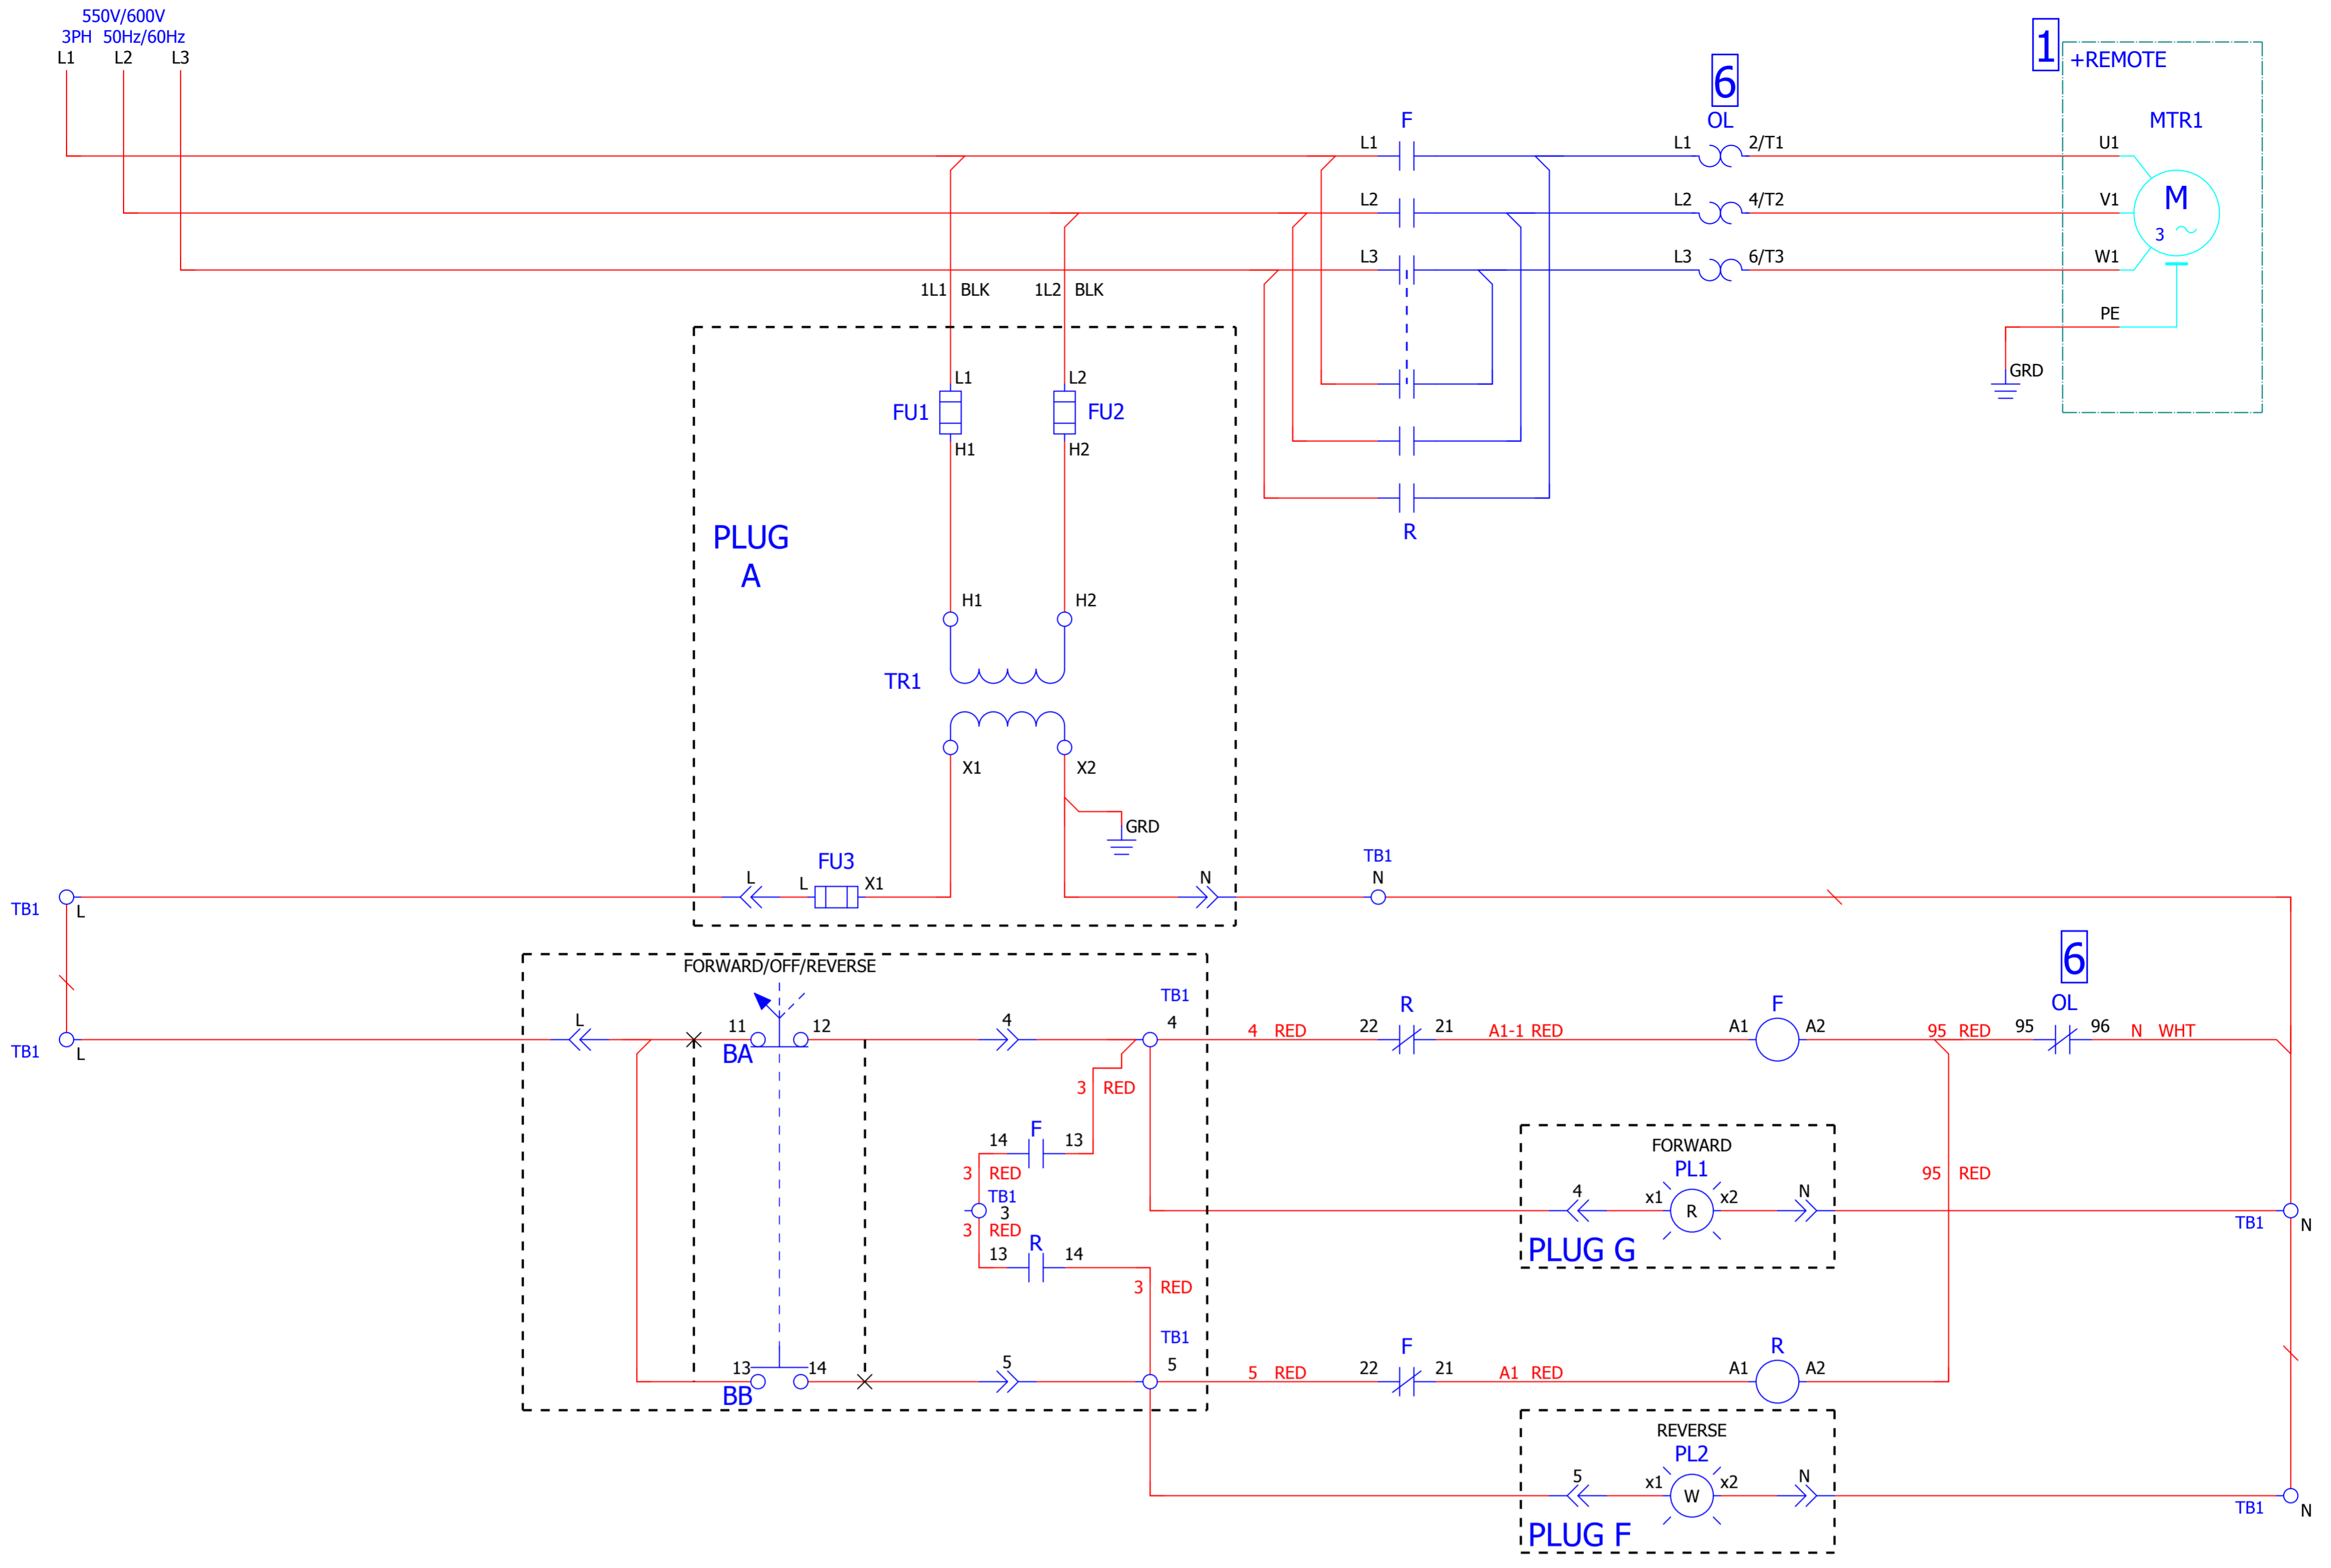 550V/600V
3PH 50Hz/60Hz
L1 L2 L3
1 +REMOTE
6
F OL MTR1
L1 L1 2/T1 U1
L2 L2 4/T2 V1
M
3
L3 L3 6/T3 W1
1L1 BLK 1L2 BLK
PE
GRD
L1 L2
FU1 FU2
H1 H2
R
PLUG
A
H1 H2
TR1
X1 X2
GRD
FU3
L L X1 N
TB1
N
TB1 L
FORWARD/OFF/REVERSE
6
TB1
OL
L 11 12 4 4
BA
R F
4 RED 22 21 A1-1 RED A1 A2 95 RED 95 96 N WHT
TB1 L
3 RED
F
14 13
3 RED
TB1
3
3 RED
R
13 14
3 RED
FORWARD
PL1
4 x1 R x2 N
PLUG G
95 RED
TB1 N
TB1
13 14 5 5
BB
F R
5 RED 22 21 A1 RED A1 A2
REVERSE
PL2
5 x1 W x2 N
PLUG F
TB1 N